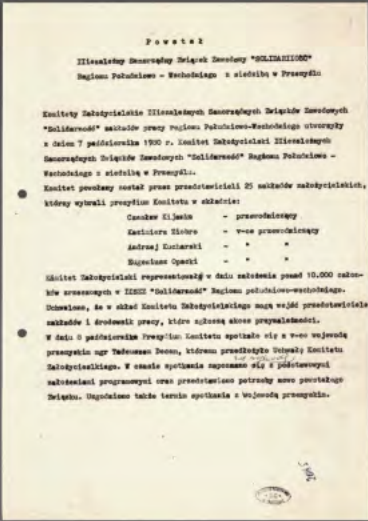 Powstał
Niezależny Samorządny Związek Zawodowy "SOLIDARNOŚĆ"
Regionu Południowo - Wschodniego z siedzibą w Przemyślu
Komitety Założycielskie Niezależnych Samorządnych Związków Zawodowych
"Solidarność" zakładów pracy regionu Południowo-Wschodniego utworzyły
z dniem 7 października 1980 r. Komitet Założycielski Niezależnych
Samorządnych Związków Zawodowych "Solidarność" Regionu Południowo -
Wschodniego z siedzibą w Przemyślu.
Komitet powołany został przez przedstawicieli 25 zakładów założycielskich,
którzy wybrali prezydium Komitetu w składzie:
Czesław Kijanka - przewodniczący
Kazimierz Ziobro - v-ce przewodniczący
Andrzej Kucharski - " "
Eugeniusz Opacki - " "
Komitet Założycielski reprezentował w dniu założenia ponad 10.000 człon-
ków zrzeszonych w "Solidarność" Regionu południowo-wschodniego.
Uchwalono, że w skład Komitetu Założycielskiego mogą wejść przedstawiciele
zakładów i środowisk pracy, które zgłoszą akces przynależności.
W dniu 8 października Prezydium Komitetu spotkało się z v-ce wojewodą
przemyskim mgr Tadeuszem Decem, któremu przedłożyło Uchwałę Komitetu
Założycielskiego. W czasie spotkania zapoznano się z podstawowymi
założeniami programowymi oraz przedstawiono potrzeby nowo powstałego
Związku. Uzgodniono także termin spotkania z wojewodą przemyskim.